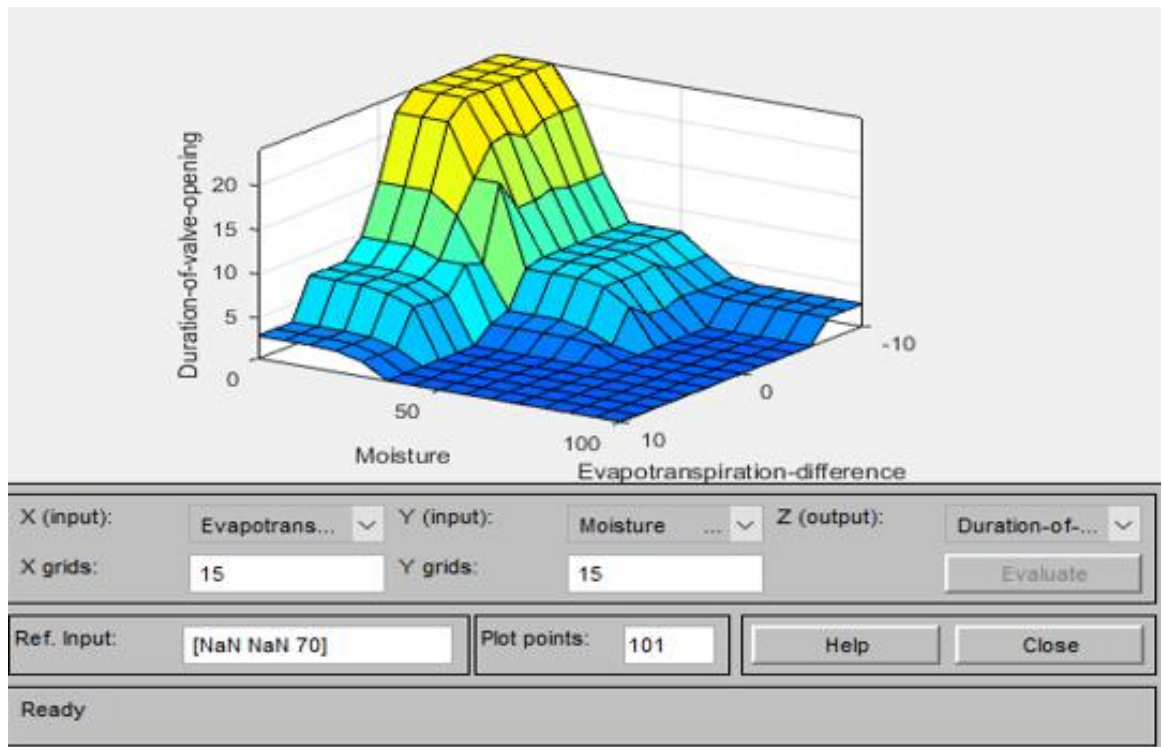 Duration-of-valve-opening
20
15
10
5
0
50
100
Moisture
-10
0
10
Evapotranspiration-difference
X (input): Evapotrans... Y (input): Moisture ... Z (output): Duration-of-...
X grids: 15 Y grids: 15 Evaluate
Ref. Input: [NaN NaN 70] Plot points: 101 Help Close
Ready